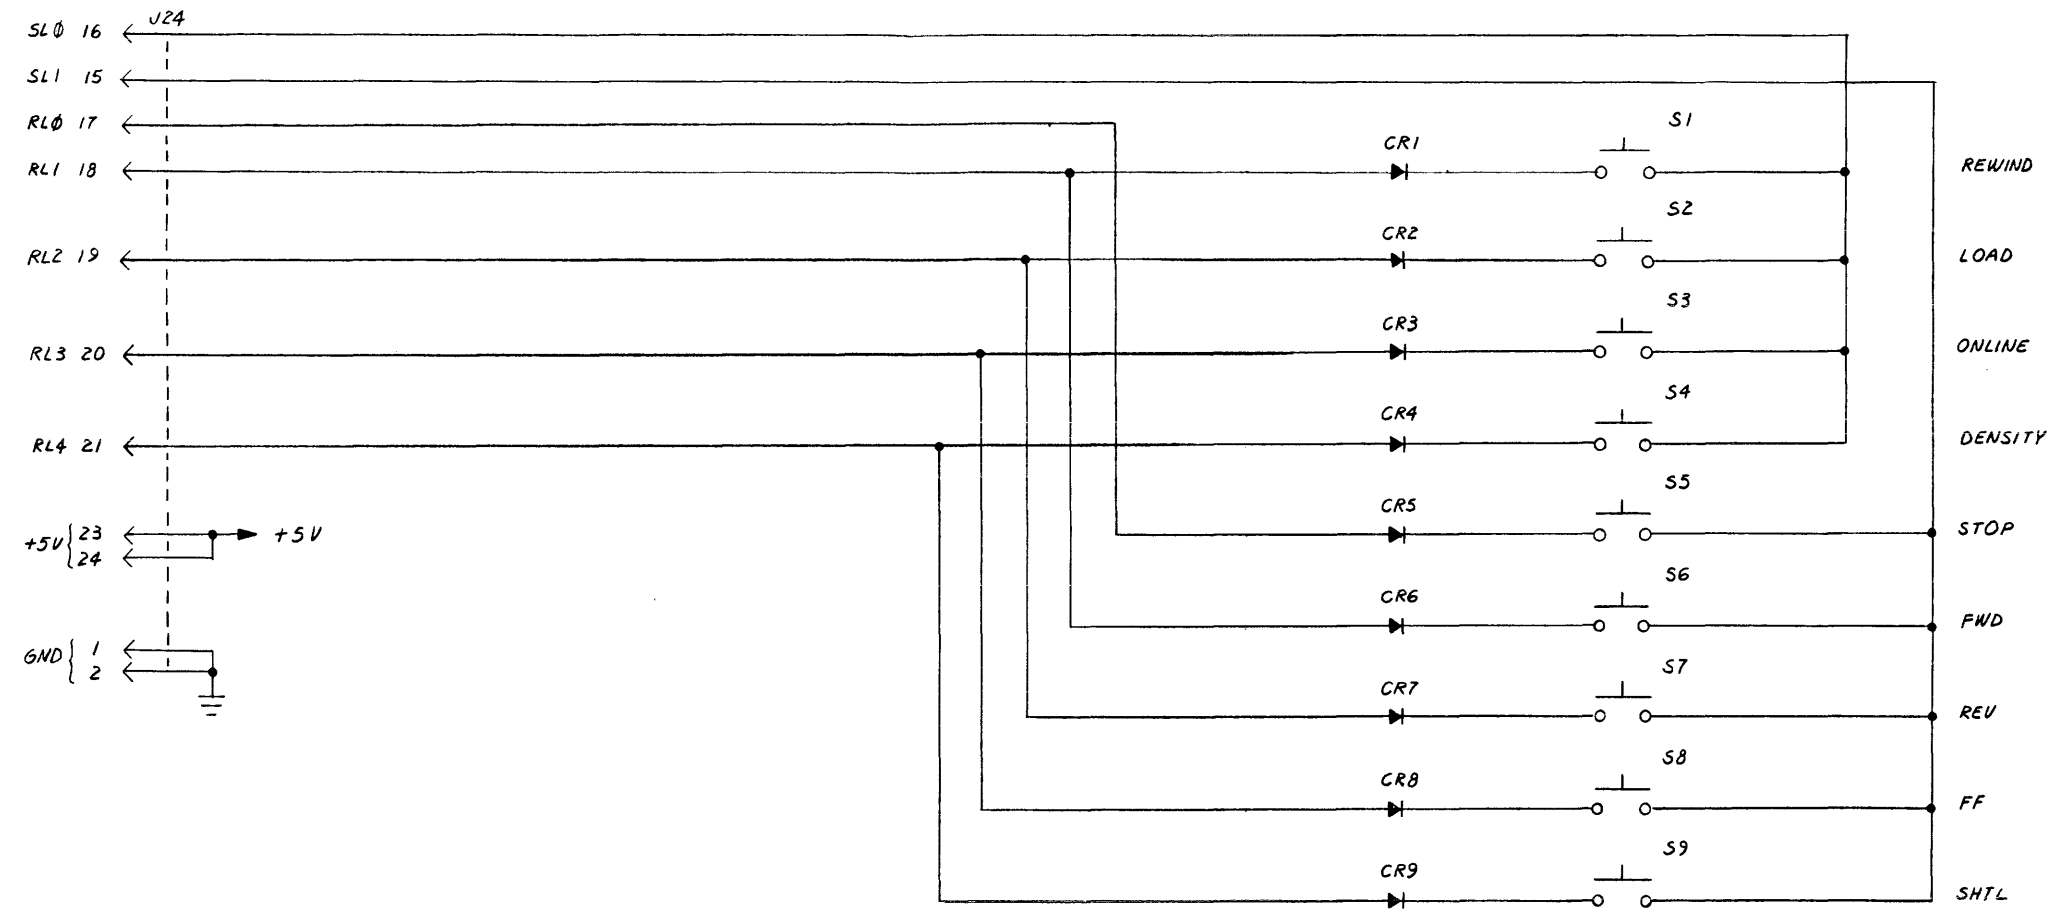 J24
SLØ 16
SL1 15
RLØ 17
RL1 18
CR1
S1
REWIND
S2
RL2 19
CR2
LOAD
S3
RL3 20
CR3
ONLINE
S4
RL4 21
CR4
DENSITY
S5
+5V { 23
24
+5V
CR5
STOP
S6
CR6
FWD
GND { 1
2
S7
CR7
REV
S8
CR8
FF
S9
CR9
SHTL